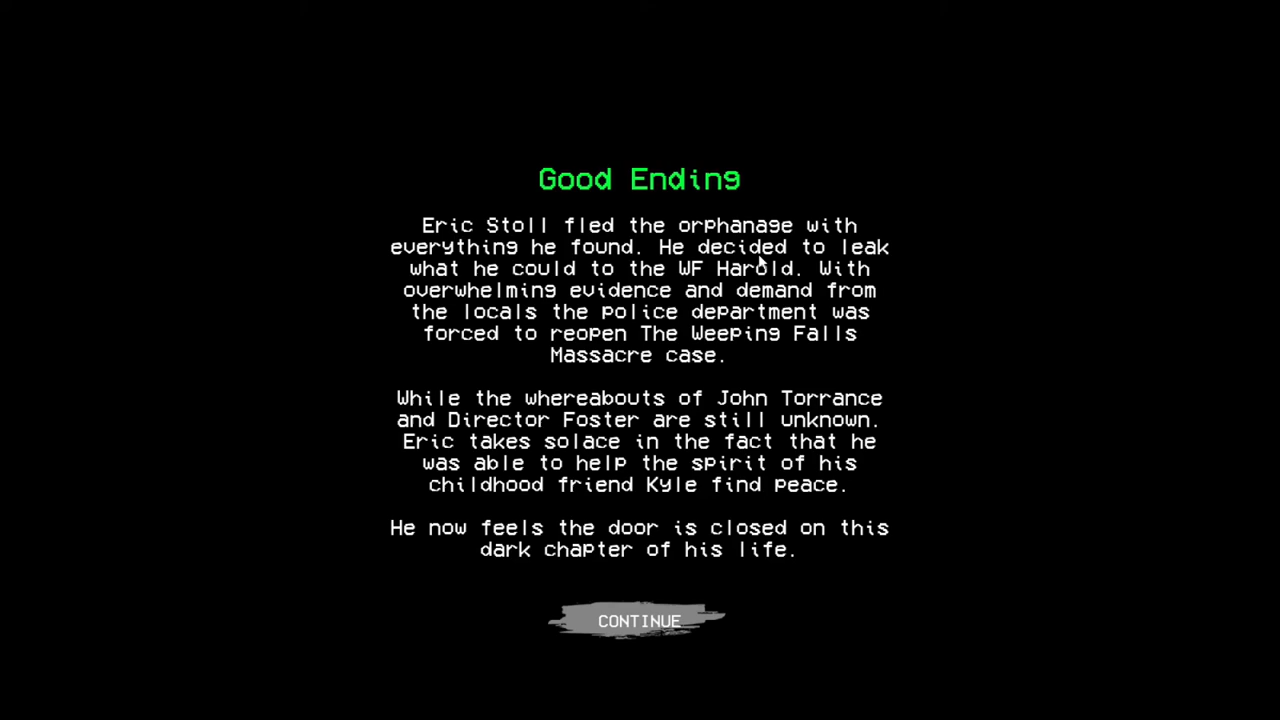 Good Ending
Eric Stoll fled the orphanage with
everything he found. He decided to leak
what he could to the WF Harold. With
overwhelming evidence and demand from
the locals the police department was
forced to reopen The Weeping Falls
Massacre case.
While the whereabouts of John Torrance
and Director Foster are still unknown.
Eric takes solace in the fact that he
was able to help the spirit of his
childhood friend Kyle find peace.
He now feels the door is closed on this
dark chapter of his life.
CONTINUE